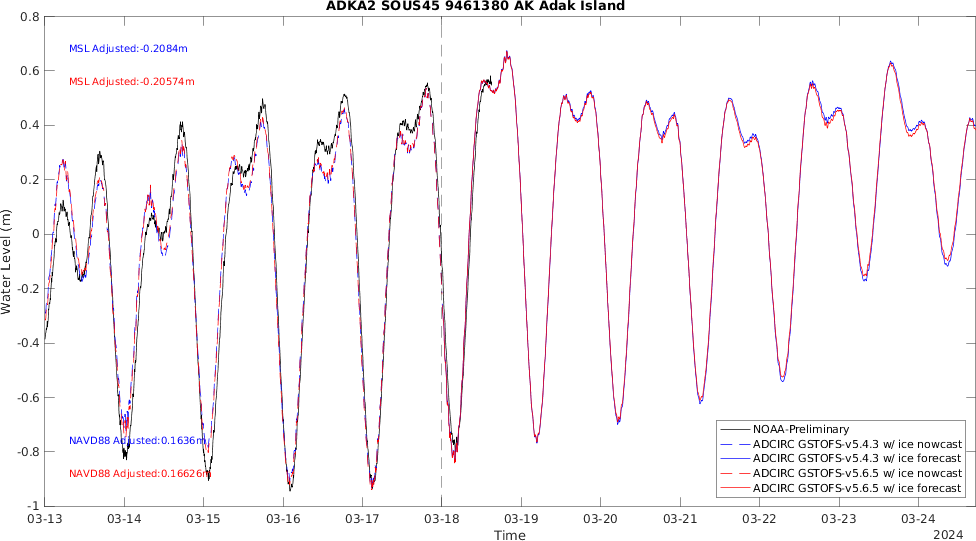 ADKA2 SOUS45 9461380 AK Adak Island
0.8
0.6
0.4
0.2
0
-0.2
-0.4
-0.6
-0.8
-1
Water Level (m)
MSL Adjusted:-0.2084m
MSL Adjusted:-0.20574m
NAVD88 Adjusted:0.1636m
NAVD88 Adjusted:0.16626m
NOAA-Preliminary
ADCIRC GSTOFS-v5.4.3 w/ ice nowcast
ADCIRC GSTOFS-v5.4.3 w/ ice forecast
ADCIRC GSTOFS-v5.6.5 w/ ice nowcast
ADCIRC GSTOFS-v5.6.5 w/ ice forecast
03-13 03-14 03-15 03-16 03-17 03-18 03-19 03-20 03-21 03-22 03-23 03-24
Time
2024